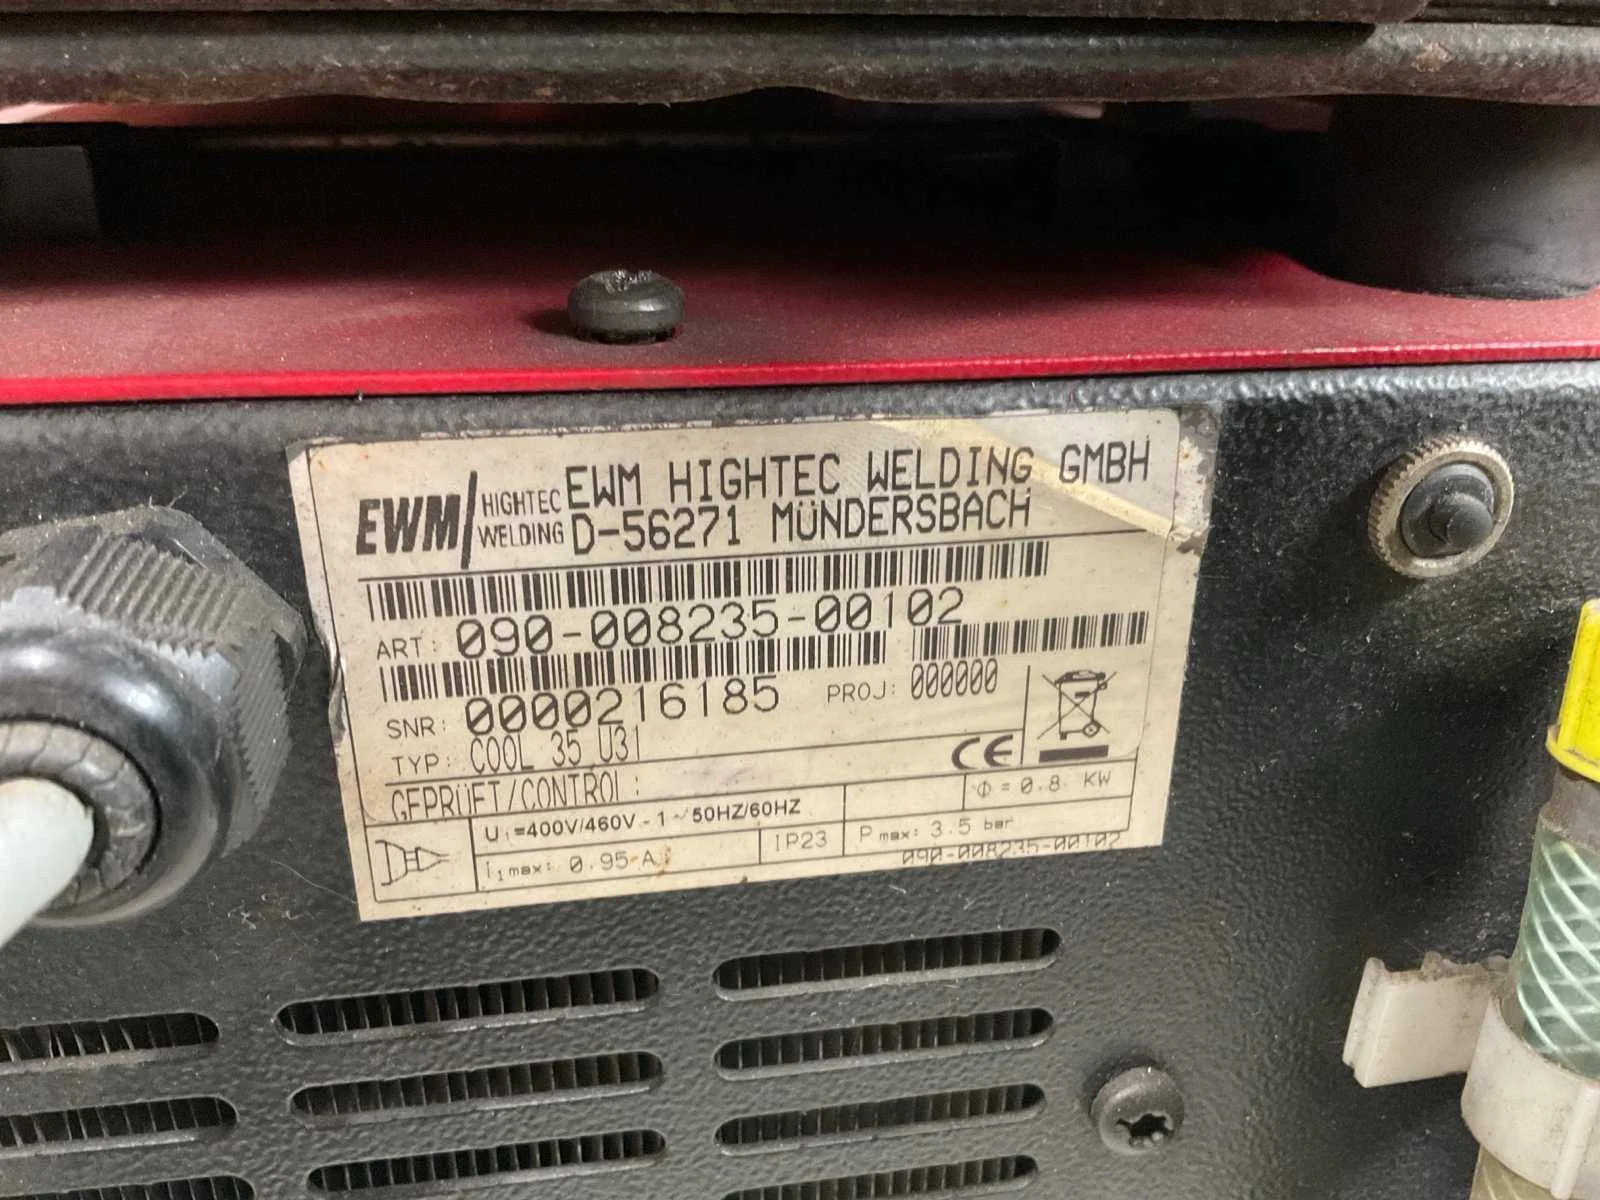 EWM HIGHTEC WELDING
EWM HIGHTEC WELDING GMBH
D-56271 MÜNDERSBACH
ART: 090-008235-00102
SNR: 0000216185 PROJ: 000000
TYP: COOL 35 U31
CE
GEPRÜFT/CONTROL:
U1=400V/460V - 1~ 50HZ/60HZ
Φ = 0.8 KW
I1max: 0.95 A
IP23
Pmax: 3.5 bar
090-008235-00102